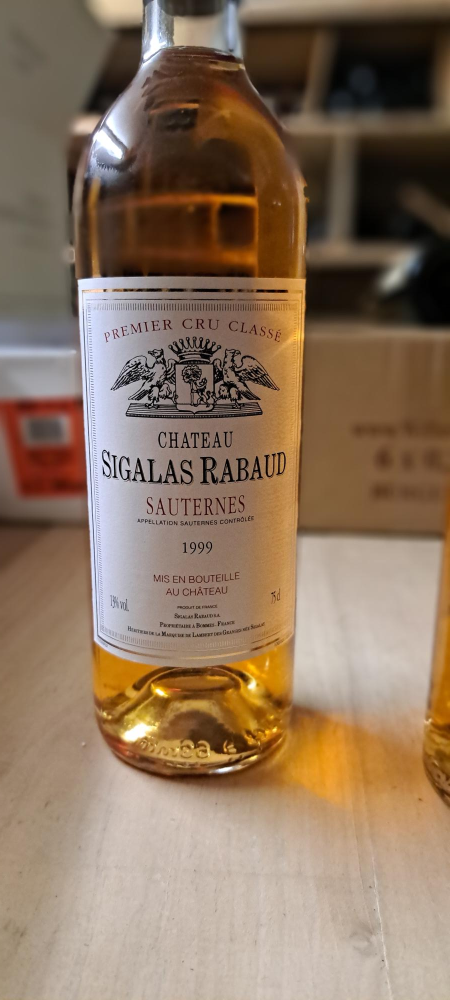 PREMIER CRU CLASSÉ
CHATEAU
SIGALAS RABAUD
SAUTERNES
APPELLATION SAUTERNES CONTRÔLÉE
1999
MIS EN BOUTEILLE
AU CHÂTEAU
13% vol.
75 cl
PRODUIT DE FRANCE
SIGALAS RABAUD S.A.
PROPRIÉTAIRE À BOMMES - FRANCE
HÉRITIERS DE LA MARQUISE DE LAMBERT DES GRANGES NÉE SIGALAS